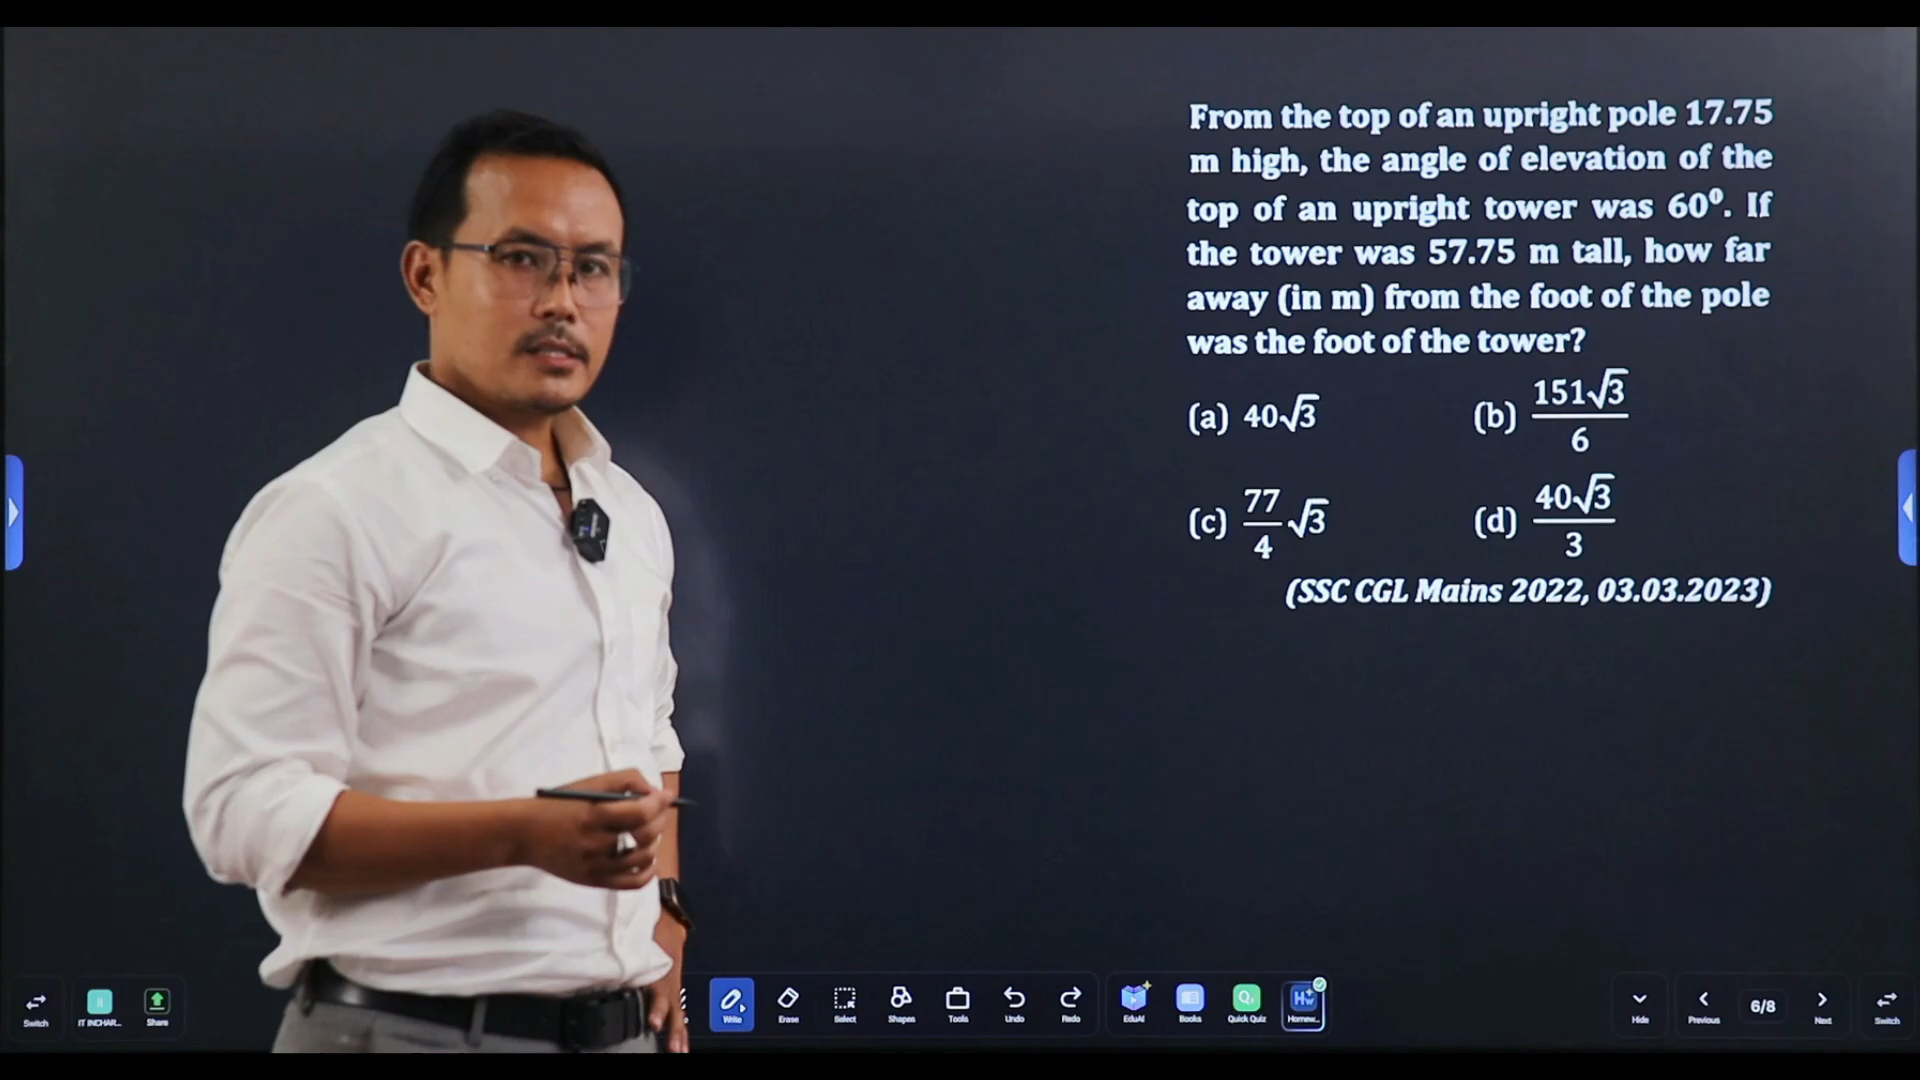 From the top of an upright pole 17.75
m high, the angle of elevation of the
top of an upright tower was 60⁰. If
the tower was 57.75 m tall, how far
away (in m) from the foot of the pole
was the foot of the tower?
(a) 40√3 (b) 151√3/6
(c) 77/4 √3 (d) 40√3/3
(SSC CGL Mains 2022, 03.03.2023)
Switch IT INCHAR... Share Write Erase Select Shapes Tools Undo Redo EduAI Books Quick Quiz Homew... Hide Previous 6/8 Next Switch